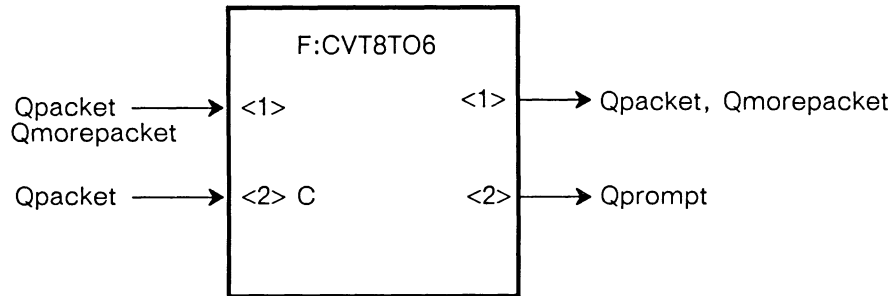 F:CVT8TO6
Qpacket <1> <1> Qpacket, Qmorepacket
Qmorepacket
Qpacket <2> C <2> Qprompt